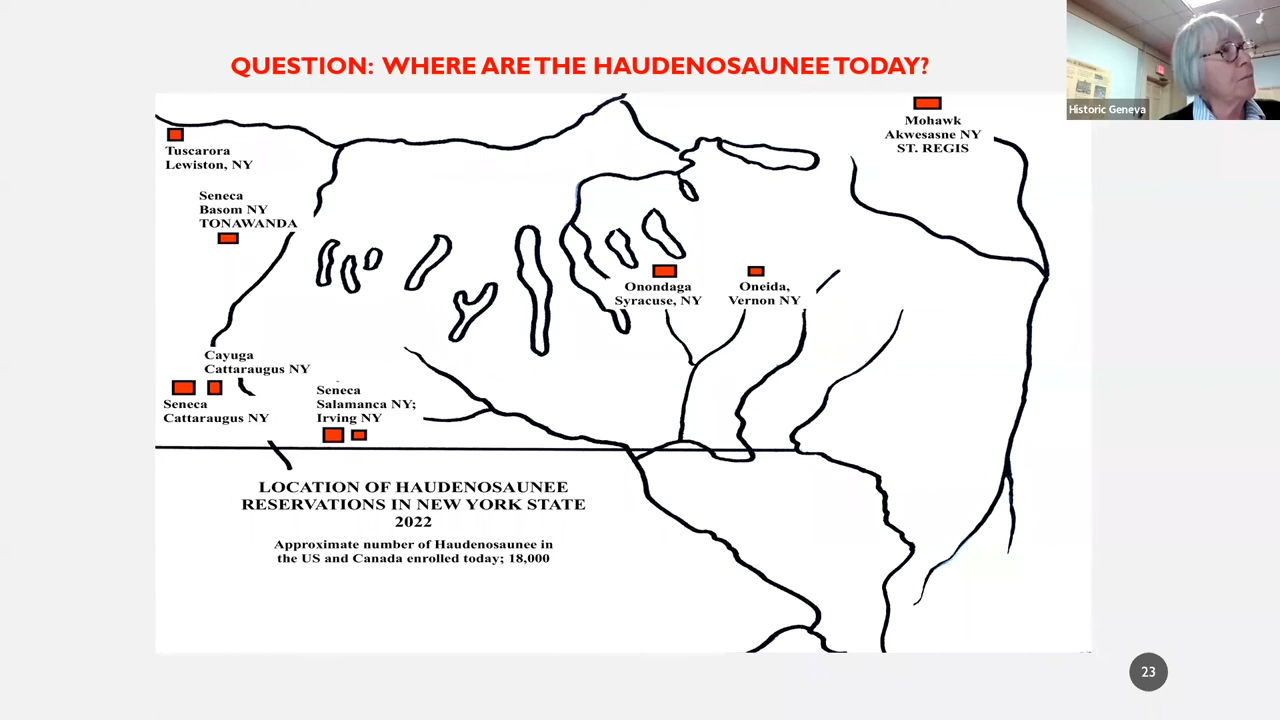 QUESTION: WHERE ARE THE HAUDENOSAUNEE TODAY?
Historic Geneva
Tuscarora
Lewiston, NY
Mohawk
Akwesasne NY
ST. REGIS
Seneca
Basom NY
TONAWANDA
Onondaga
Syracuse, NY
Oneida,
Vernon NY
Cayuga
Cattaraugus NY
Seneca
Cattaraugus NY
Seneca
Salamanca NY;
Irving NY
LOCATION OF HAUDENOSAUNEE
RESERVATIONS IN NEW YORK STATE
2022
Approximate number of Haudenosaunee in
the US and Canada enrolled today; 18,000
23